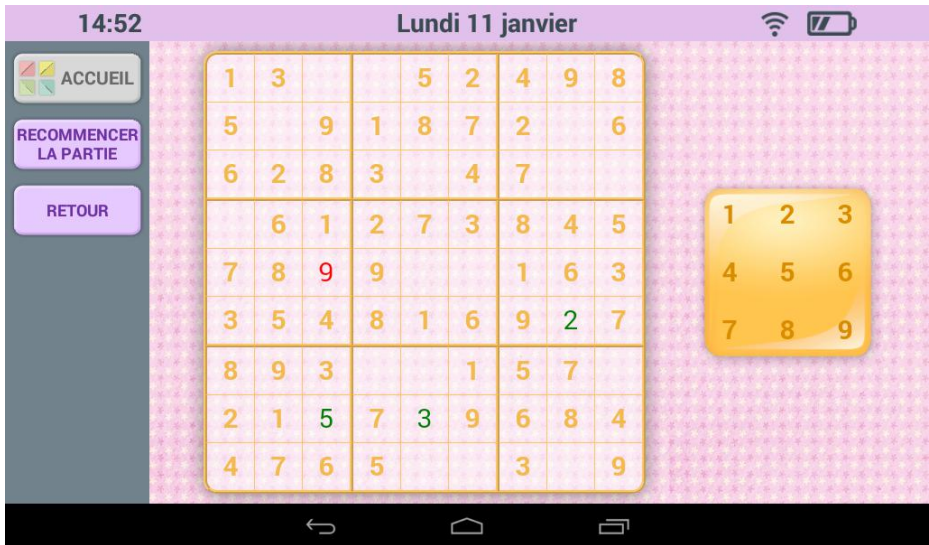 14:52 Lundi 11 janvier
ACCUEIL
RECOMMENCER
LA PARTIE
RETOUR
1 3 5 2 4 9 8
5 9 1 8 7 2 6
6 2 8 3 4 7
6 1 2 7 3 8 4 5
7 8 9 9 1 6 3
3 5 4 8 1 6 9 2 7
8 9 3 1 5 7
2 1 5 7 3 9 6 8 4
4 7 6 5 3 9
1 2 3
4 5 6
7 8 9